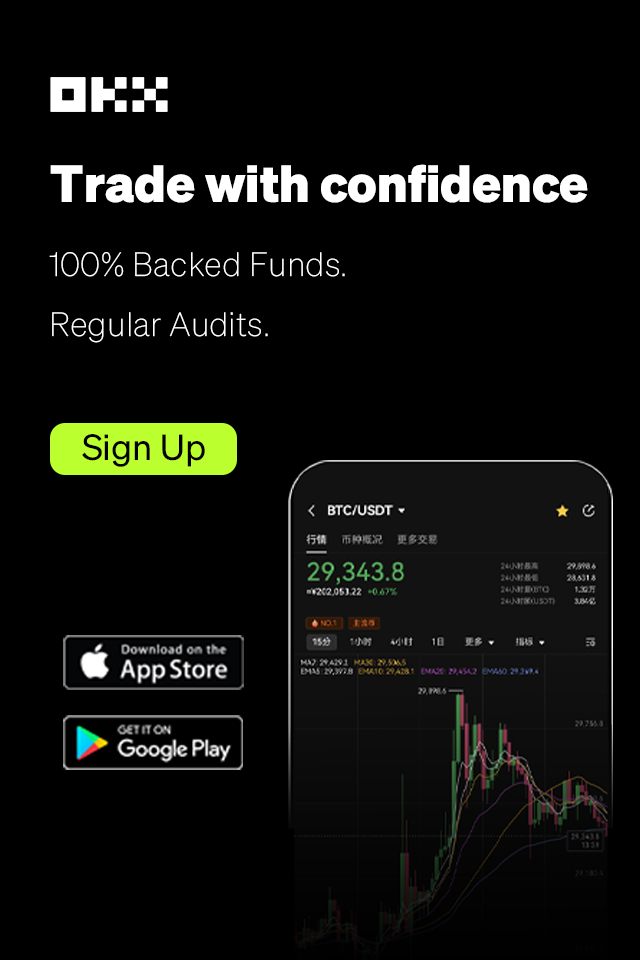 OKX
Trade with confidence
100% Backed Funds.
Regular Audits.
Sign Up
BTC/USDT
行情 币种概况 更多交易
29,343.8
≈¥202,053.22 +0.67%
24小时最高 29,898.6
24小时最低 28,631.8
24小时量(BTC) 1.32万
24小时额(USDT) 3.84亿
NO.1 主流币
15分 1小时 4小时 1日 更多 指标
MA7: 29,429.2 MA30: 29,506.5
EMA5: 29,397.8 EMA10: 29,428.1 EMA20: 29,454.2 EMA60: 29,369.4
29,898.6
29,756.8
29,343.8
13:59
Download on the
App Store
GET IT ON
Google Play